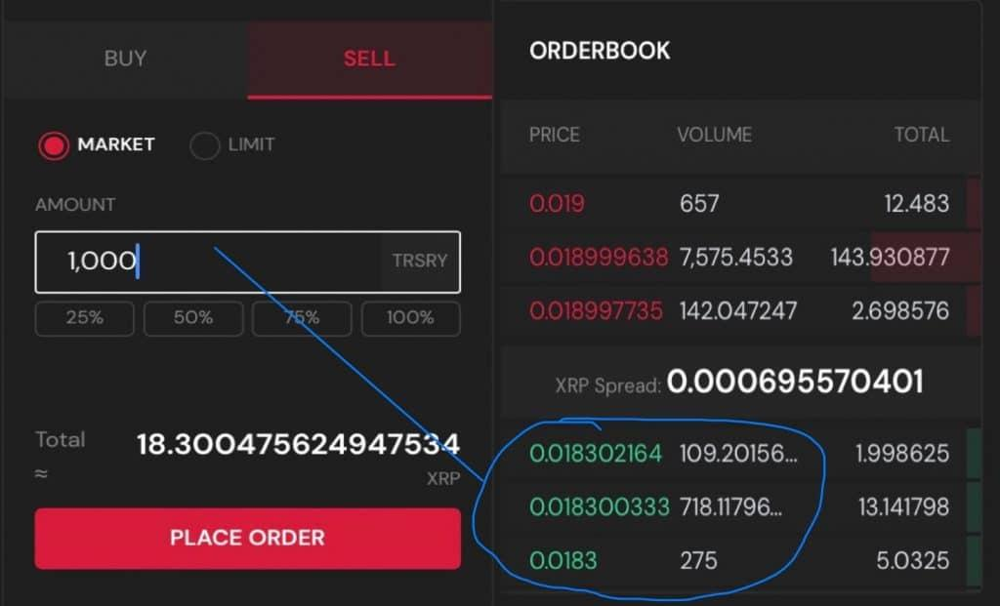 BUY SELL
MARKET LIMIT
AMOUNT
1,000 TRSRY
25% 50% 75% 100%
Total 18.300475624947534
≈ XRP
PLACE ORDER
ORDERBOOK
PRICE VOLUME TOTAL
0.019 657 12.483
0.018999638 7,575.4533 143.930877
0.018997735 142.047247 2.698576
XRP Spread: 0.000695570401
0.018302164 109.20156... 1.998625
0.018300333 718.11796... 13.141798
0.0183 275 5.0325